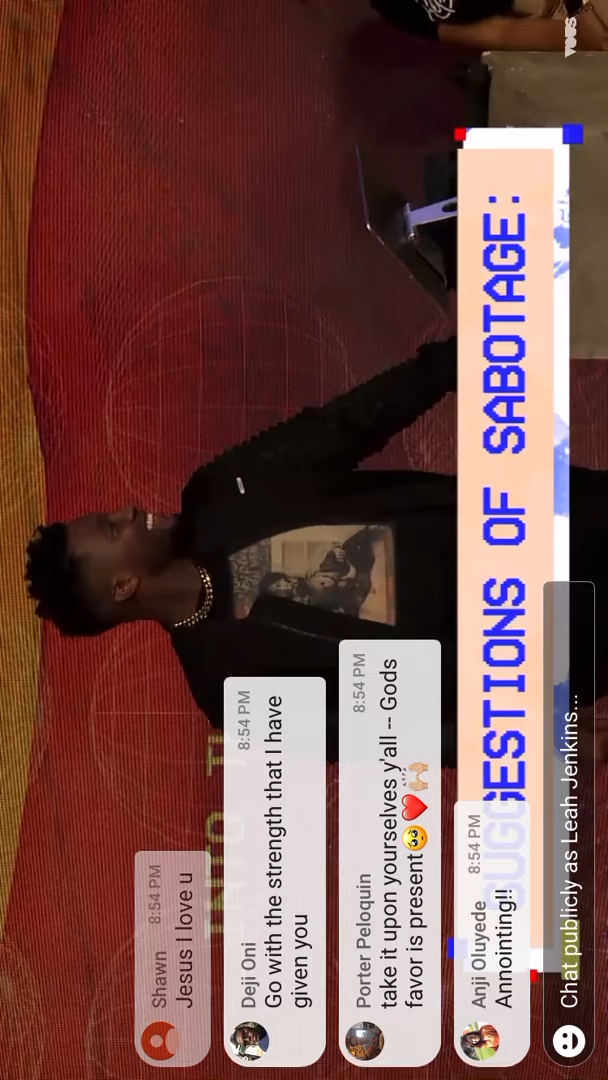 VOUS
INTO
Shawn 8:54 PM
Jesus I love u
Deji Oni 8:54 PM
Go with the strength that I have
given you
Porter Peloquin 8:54 PM
take it upon yourselves y'all -- Gods
favor is present🥺❤️🙌🏼
SUGGESTIONS OF SABOTAGE:
Anji Oluyede 8:54 PM
Annointing!!
Chat publicly as Leah Jenkins...